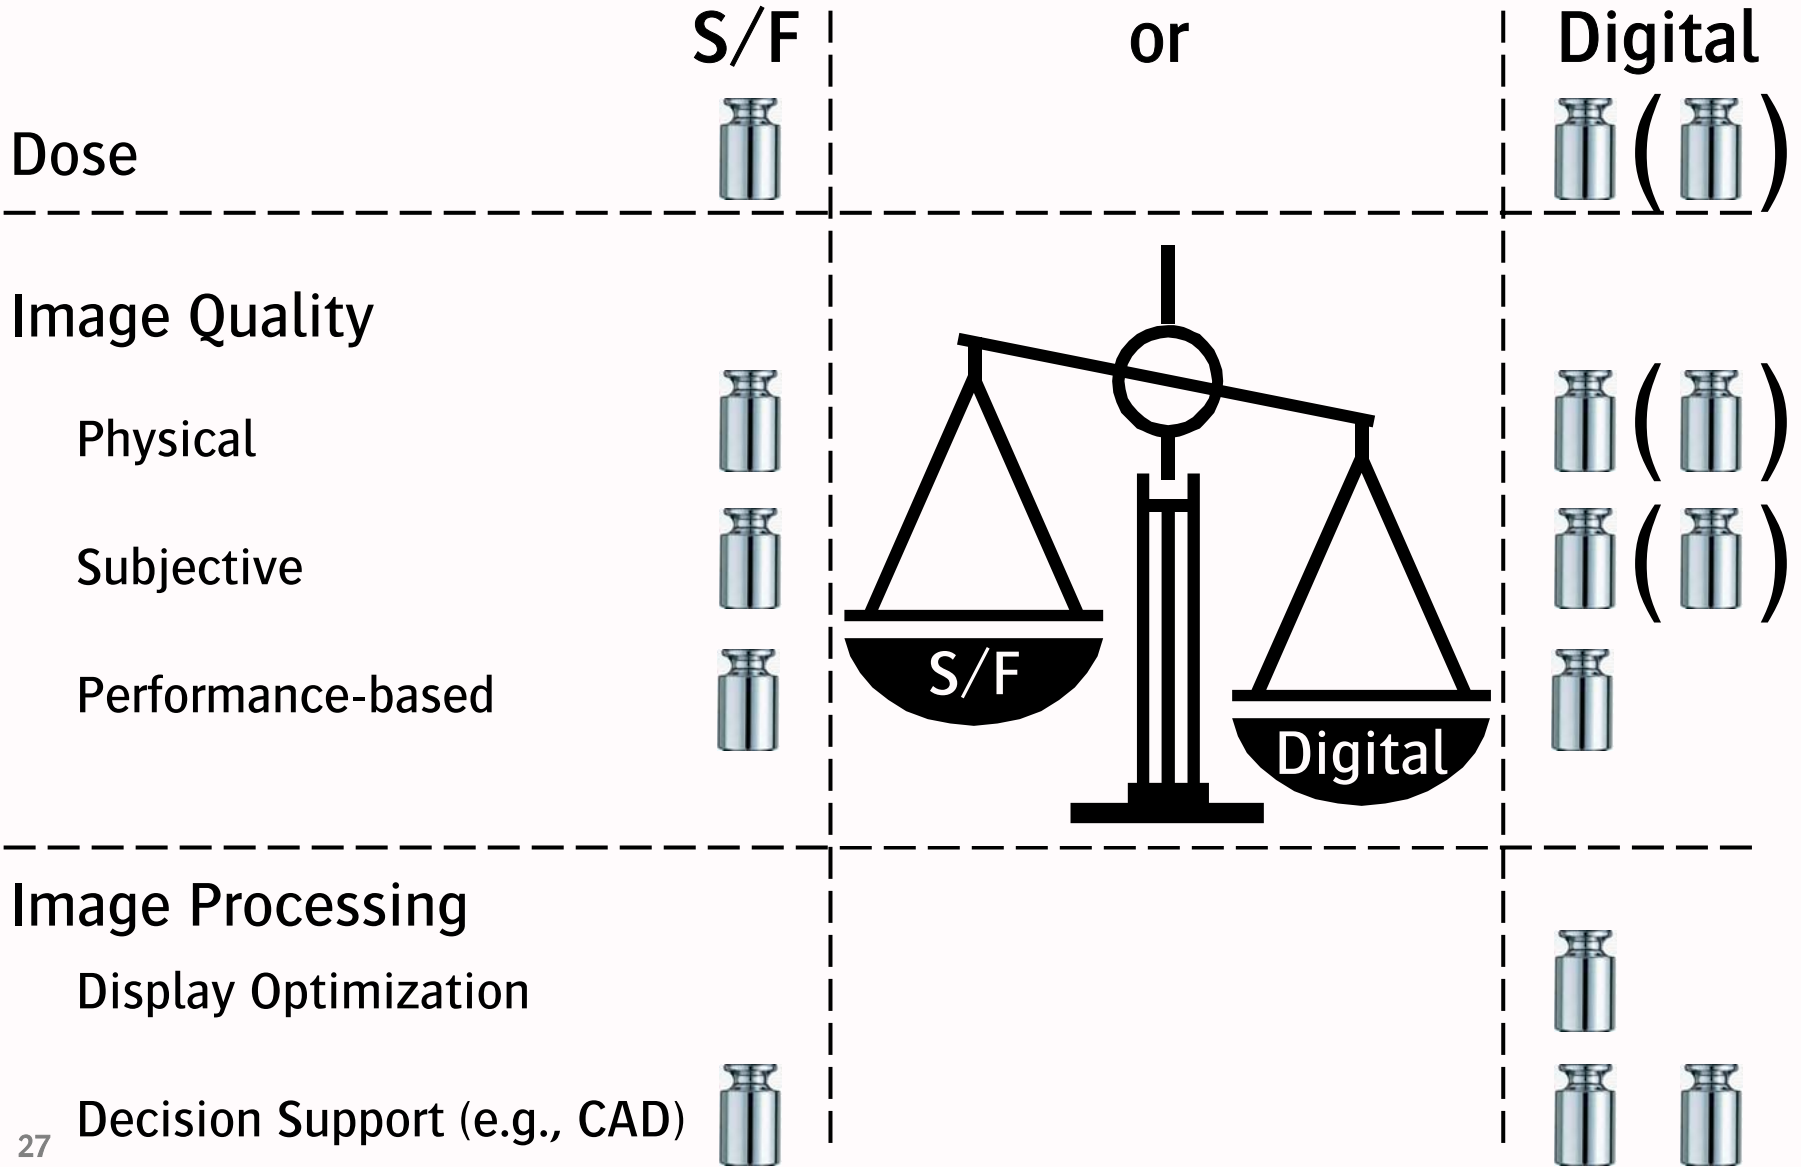 S/F or Digital
Dose ( )
Image Quality
Physical ( )
Subjective ( )
Performance-based
S/F
Digital
Image Processing
Display Optimization
Decision Support (e.g., CAD)
27